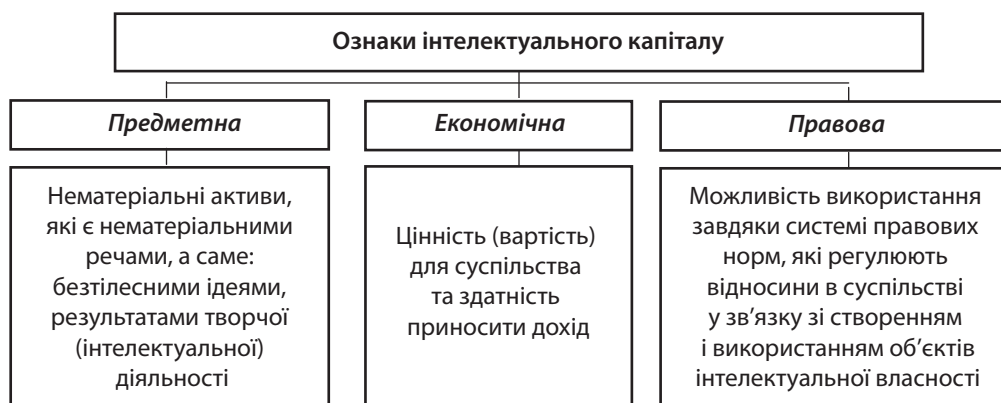 Ознаки інтелектуального капіталу
Предметна
Економічна
Правова
Нематеріальні активи,
які є нематеріальними
речами, а саме:
безтілесними ідеями,
результатами творчої
(інтелектуальної)
діяльності
Цінність (вартість)
для суспільства
та здатність
приносити дохід
Можливість використання
завдяки системі правових
норм, які регулюють
відносини в суспільстві
у зв’язку зі створенням
і використанням об’єктів
інтелектуальної власності